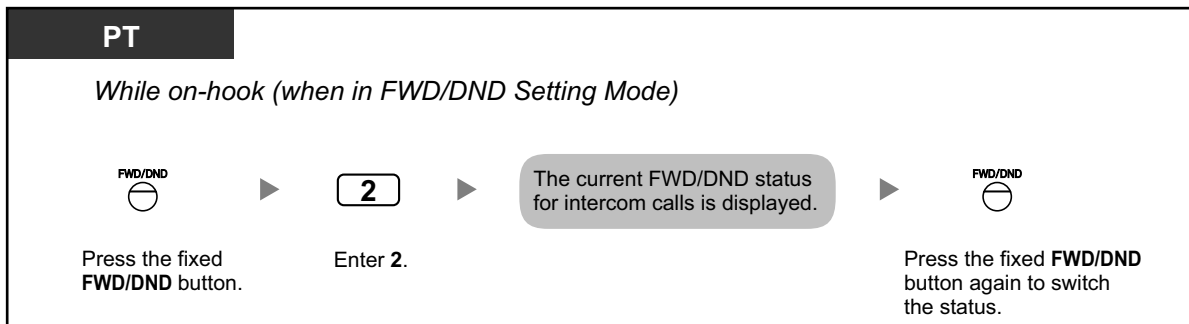 PT
While on-hook (when in FWD/DND Setting Mode)
FWD/DND
2
The current FWD/DND status
for intercom calls is displayed.
FWD/DND
Press the fixed
FWD/DND button.
Enter 2.
Press the fixed FWD/DND
button again to switch
the status.